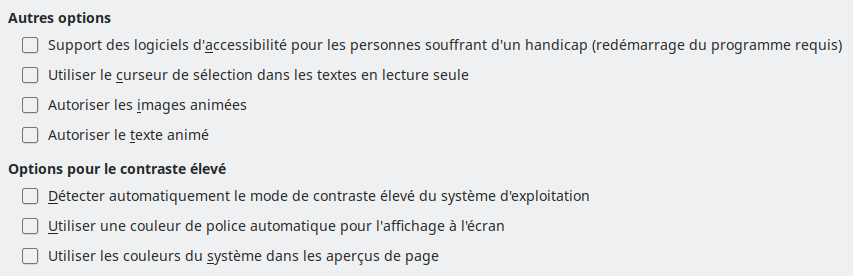 Autres options
Support des logiciels d'accessibilité pour les personnes souffrant d'un handicap (redémarrage du programme requis)
Utiliser le curseur de sélection dans les textes en lecture seule
Autoriser les images animées
Autoriser le texte animé
Options pour le contraste élevé
Détecter automatiquement le mode de contraste élevé du système d'exploitation
Utiliser une couleur de police automatique pour l'affichage à l'écran
Utiliser les couleurs du système dans les aperçus de page